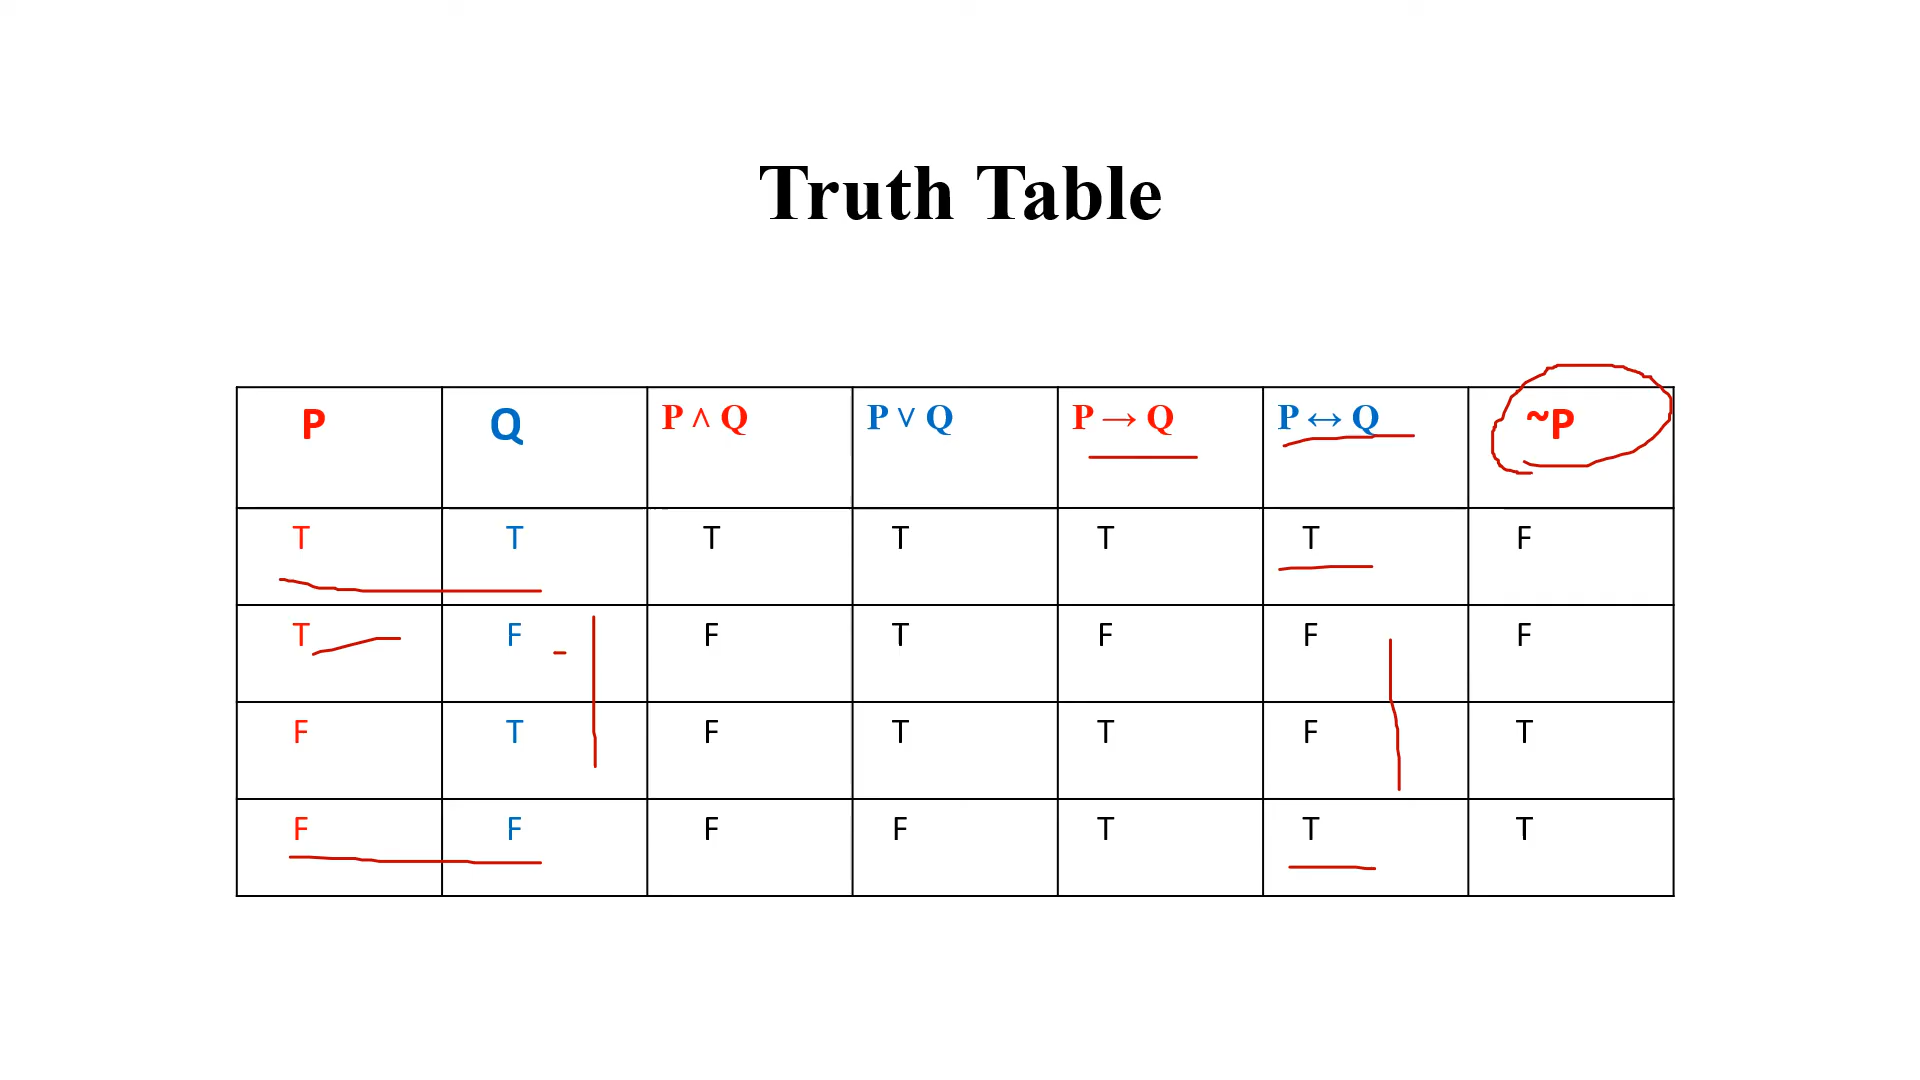 Truth Table
P Q P ˄ Q P ˅ Q P → Q P ↔ Q ~P
T T T T T T F
T F F T F F F
F T F T T F T
F F F F T T T